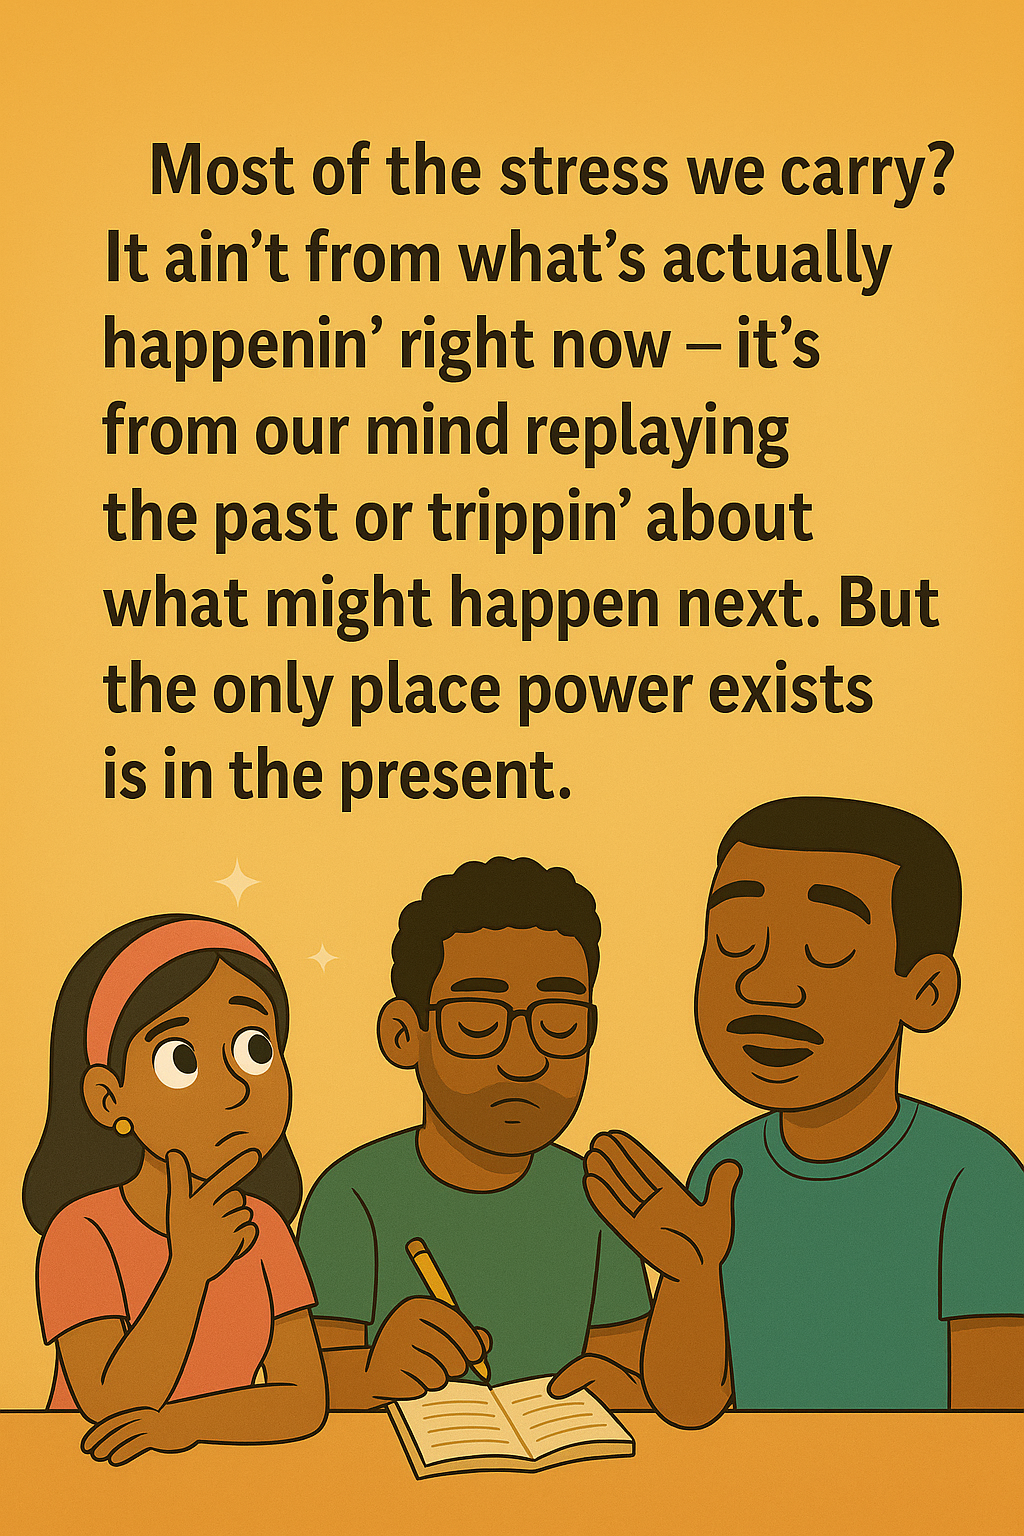 Most of the stress we carry?
It ain’t from what’s actually
happenin’ right now – it’s
from our mind replaying
the past or trippin’ about
what might happen next. But
the only place power exists
is in the present.